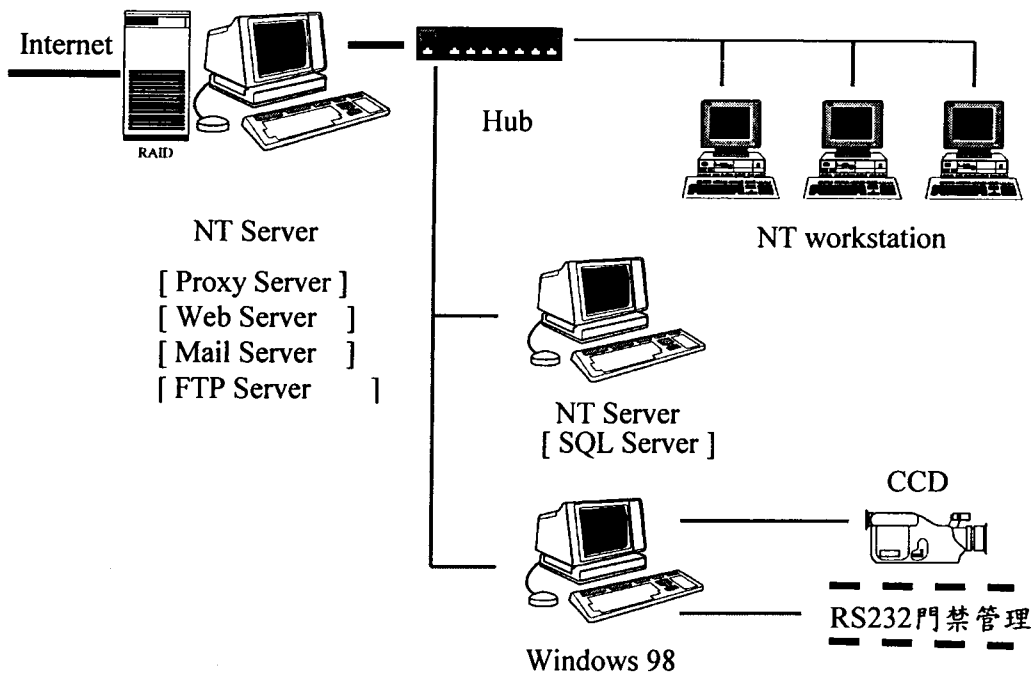 Internet
RAID
Hub
NT Server
[ Proxy Server ]
[ Web Server ]
[ Mail Server ]
[ FTP Server ]
NT workstation
NT Server
[ SQL Server ]
CCD
RS232門禁管理
Windows 98